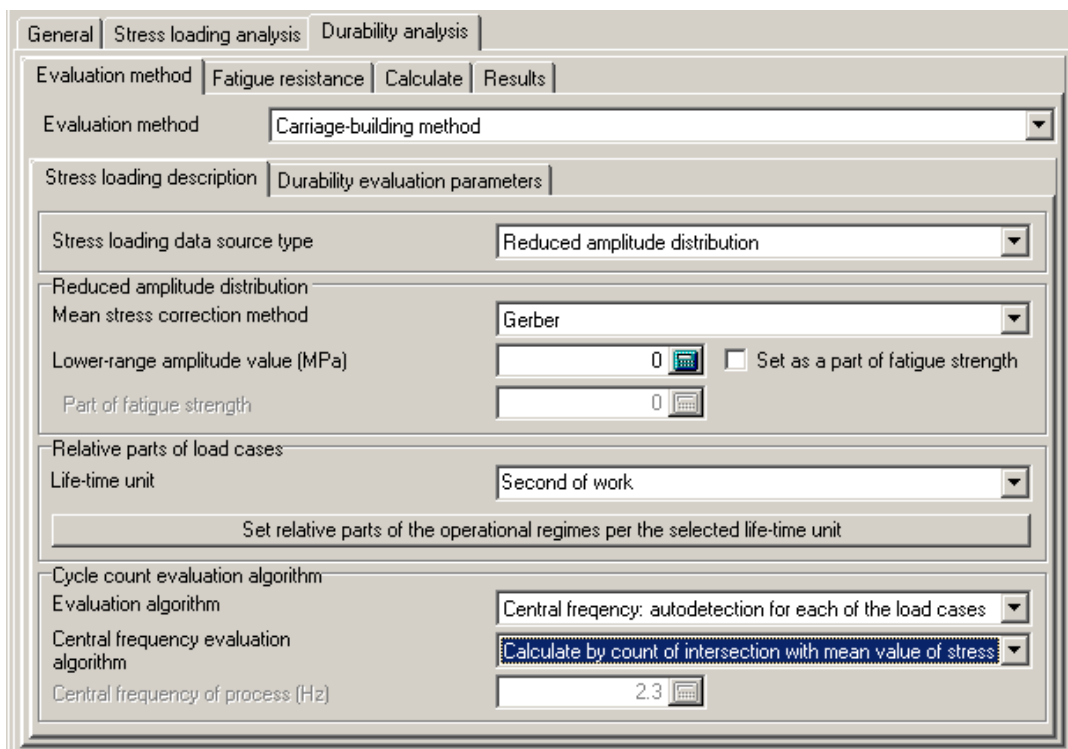 General Stress loading analysis Durability analysis
Evaluation method Fatigue resistance Calculate Results
Evaluation method Carriage-building method
Stress loading description Durability evaluation parameters
Stress loading data source type Reduced amplitude distribution
Reduced amplitude distribution
Mean stress correction method Gerber
Lower-range amplitude value (MPa) 0 Set as a part of fatigue strength
Part of fatigue strength 0
Relative parts of load cases
Life-time unit Second of work
Set relative parts of the operational regimes per the selected life-time unit
Cycle count evaluation algorithm
Evaluation algorithm Central freqency: autodetection for each of the load cases
Central frequency evaluation
algorithm Calculate by count of intersection with mean value of stress
Central frequency of process (Hz) 2.3